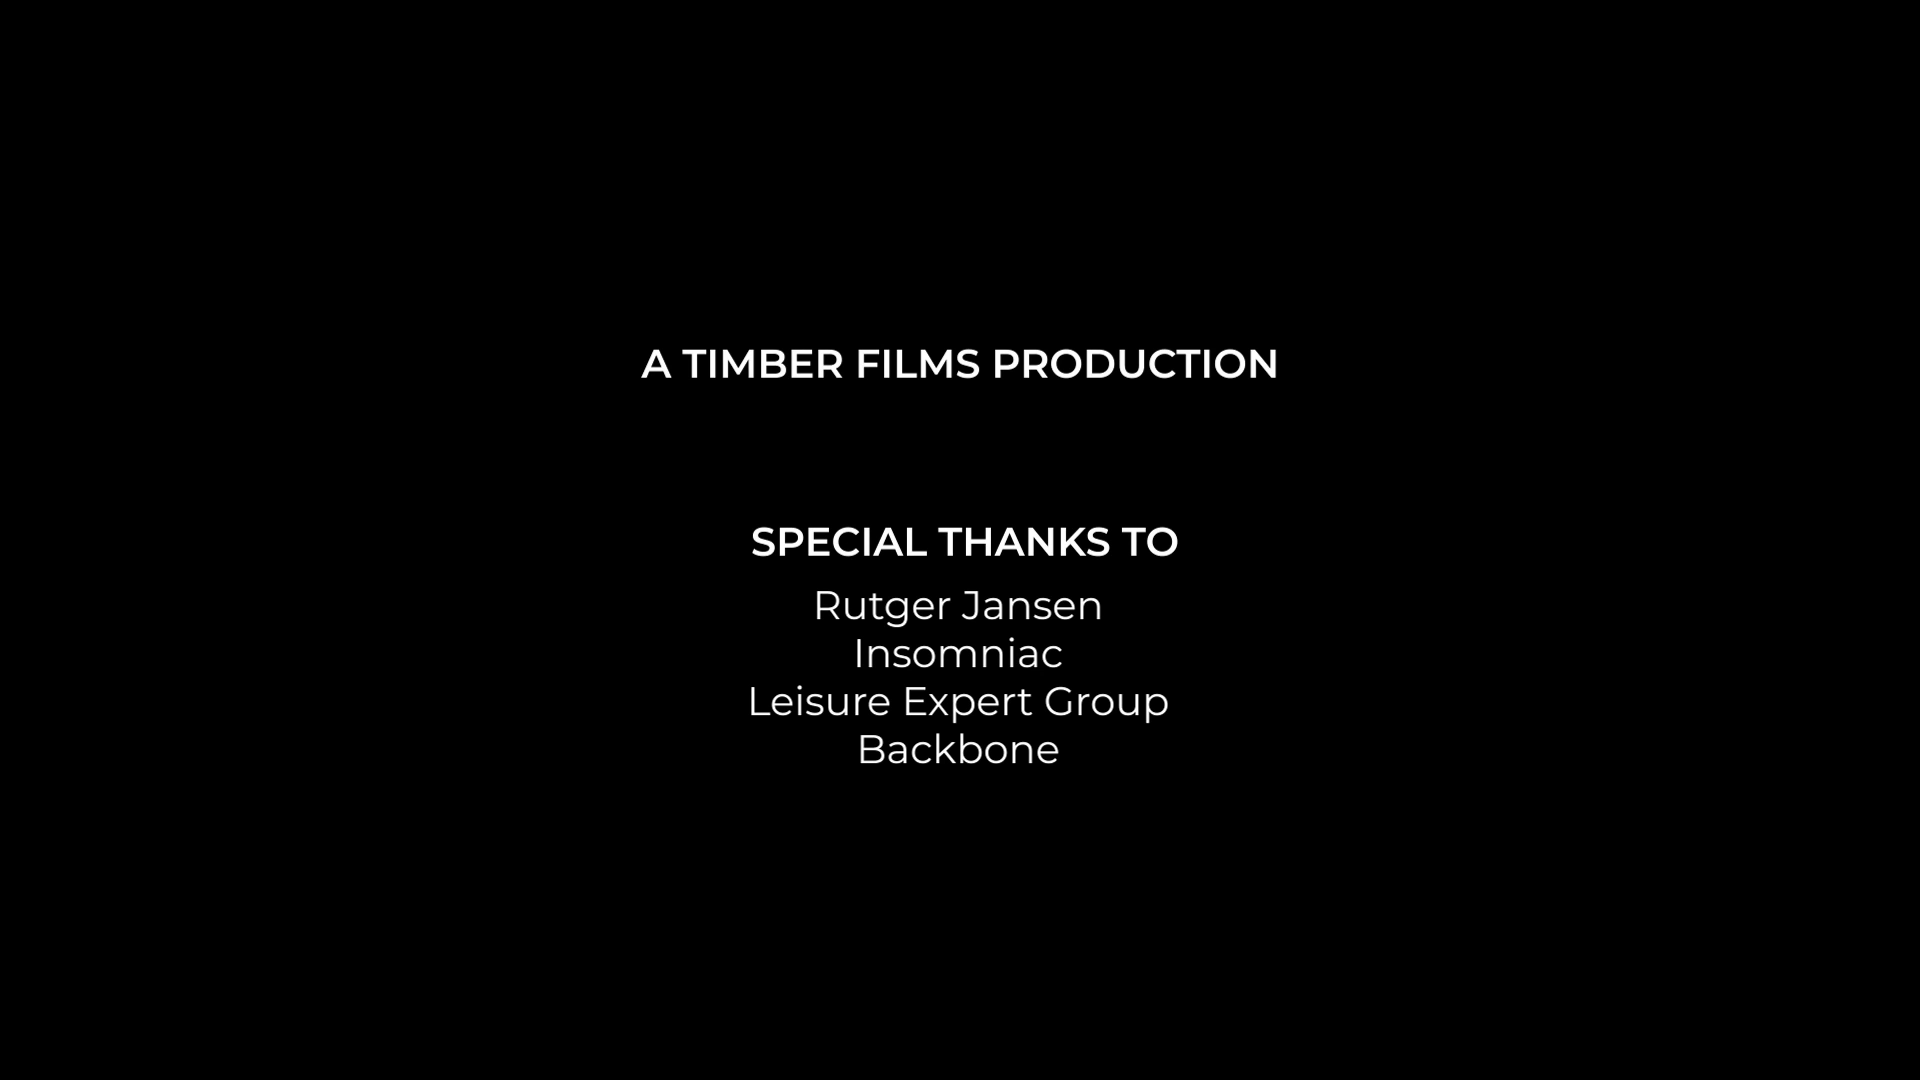 A TIMBER FILMS PRODUCTION
SPECIAL THANKS TO
Rutger Jansen
Insomniac
Leisure Expert Group
Backbone